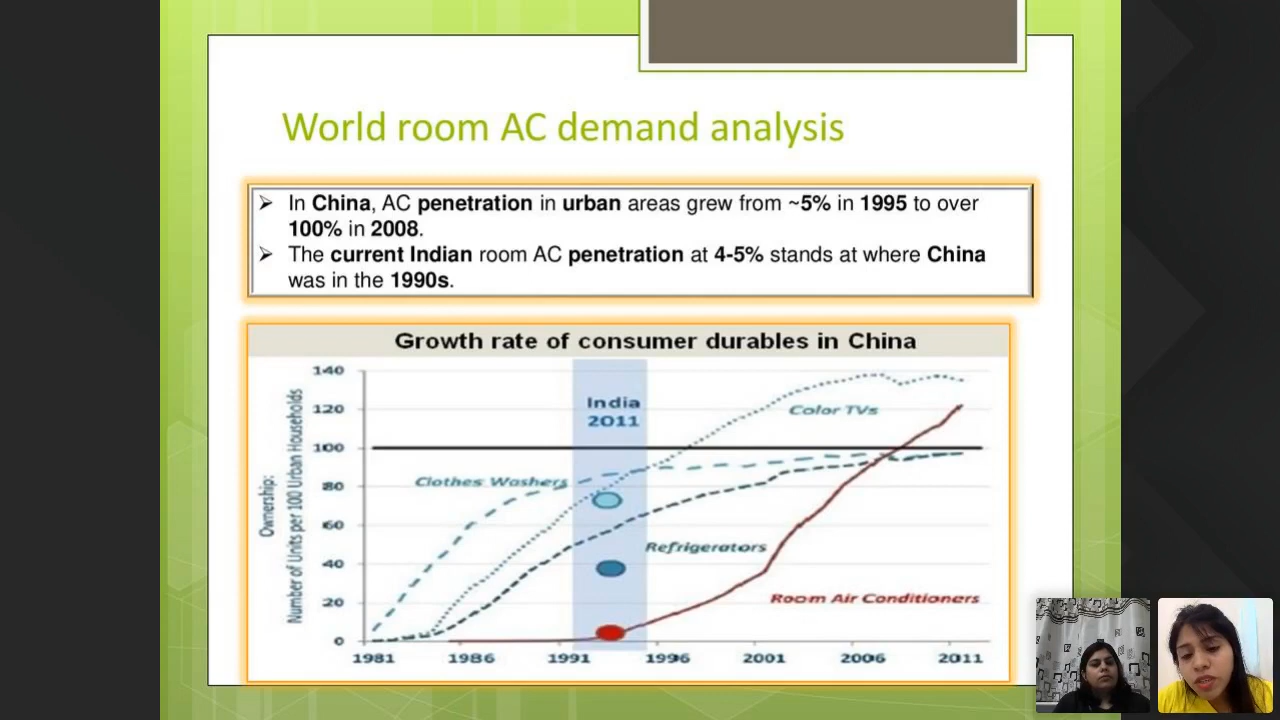 World room AC demand analysis
➢ In China, AC penetration in urban areas grew from ~5% in 1995 to over
100% in 2008.
➢ The current Indian room AC penetration at 4-5% stands at where China
was in the 1990s.
Growth rate of consumer durables in China
Ownership:
Number of Units per 100 Urban Households
140
120
100
80
60
40
20
0
India
2011
Color TVs
Clothes Washers
Refrigerators
Room Air Conditioners
1981 1986 1991 1996 2001 2006 2011